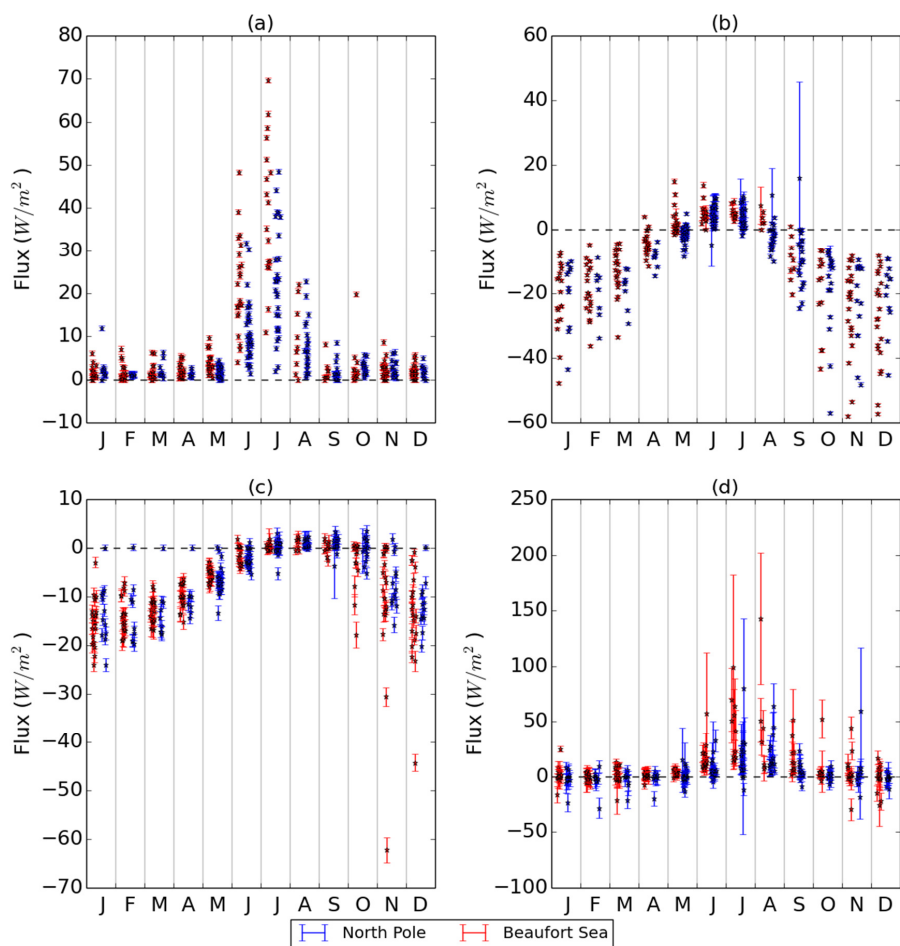 (a)
80
70
60
50
40
30
20
10
0
−10
Flux (W/m²)
J F M A M J J A S O N D
(b)
60
40
20
0
−20
−40
−60
Flux (W/m²)
J F M A M J J A S O N D
(c)
10
0
−10
−20
−30
−40
−50
−60
−70
Flux (W/m²)
J F M A M J J A S O N D
(d)
250
200
150
100
50
0
−50
−100
Flux (W/m²)
J F M A M J J A S O N D
North Pole Beaufort Sea